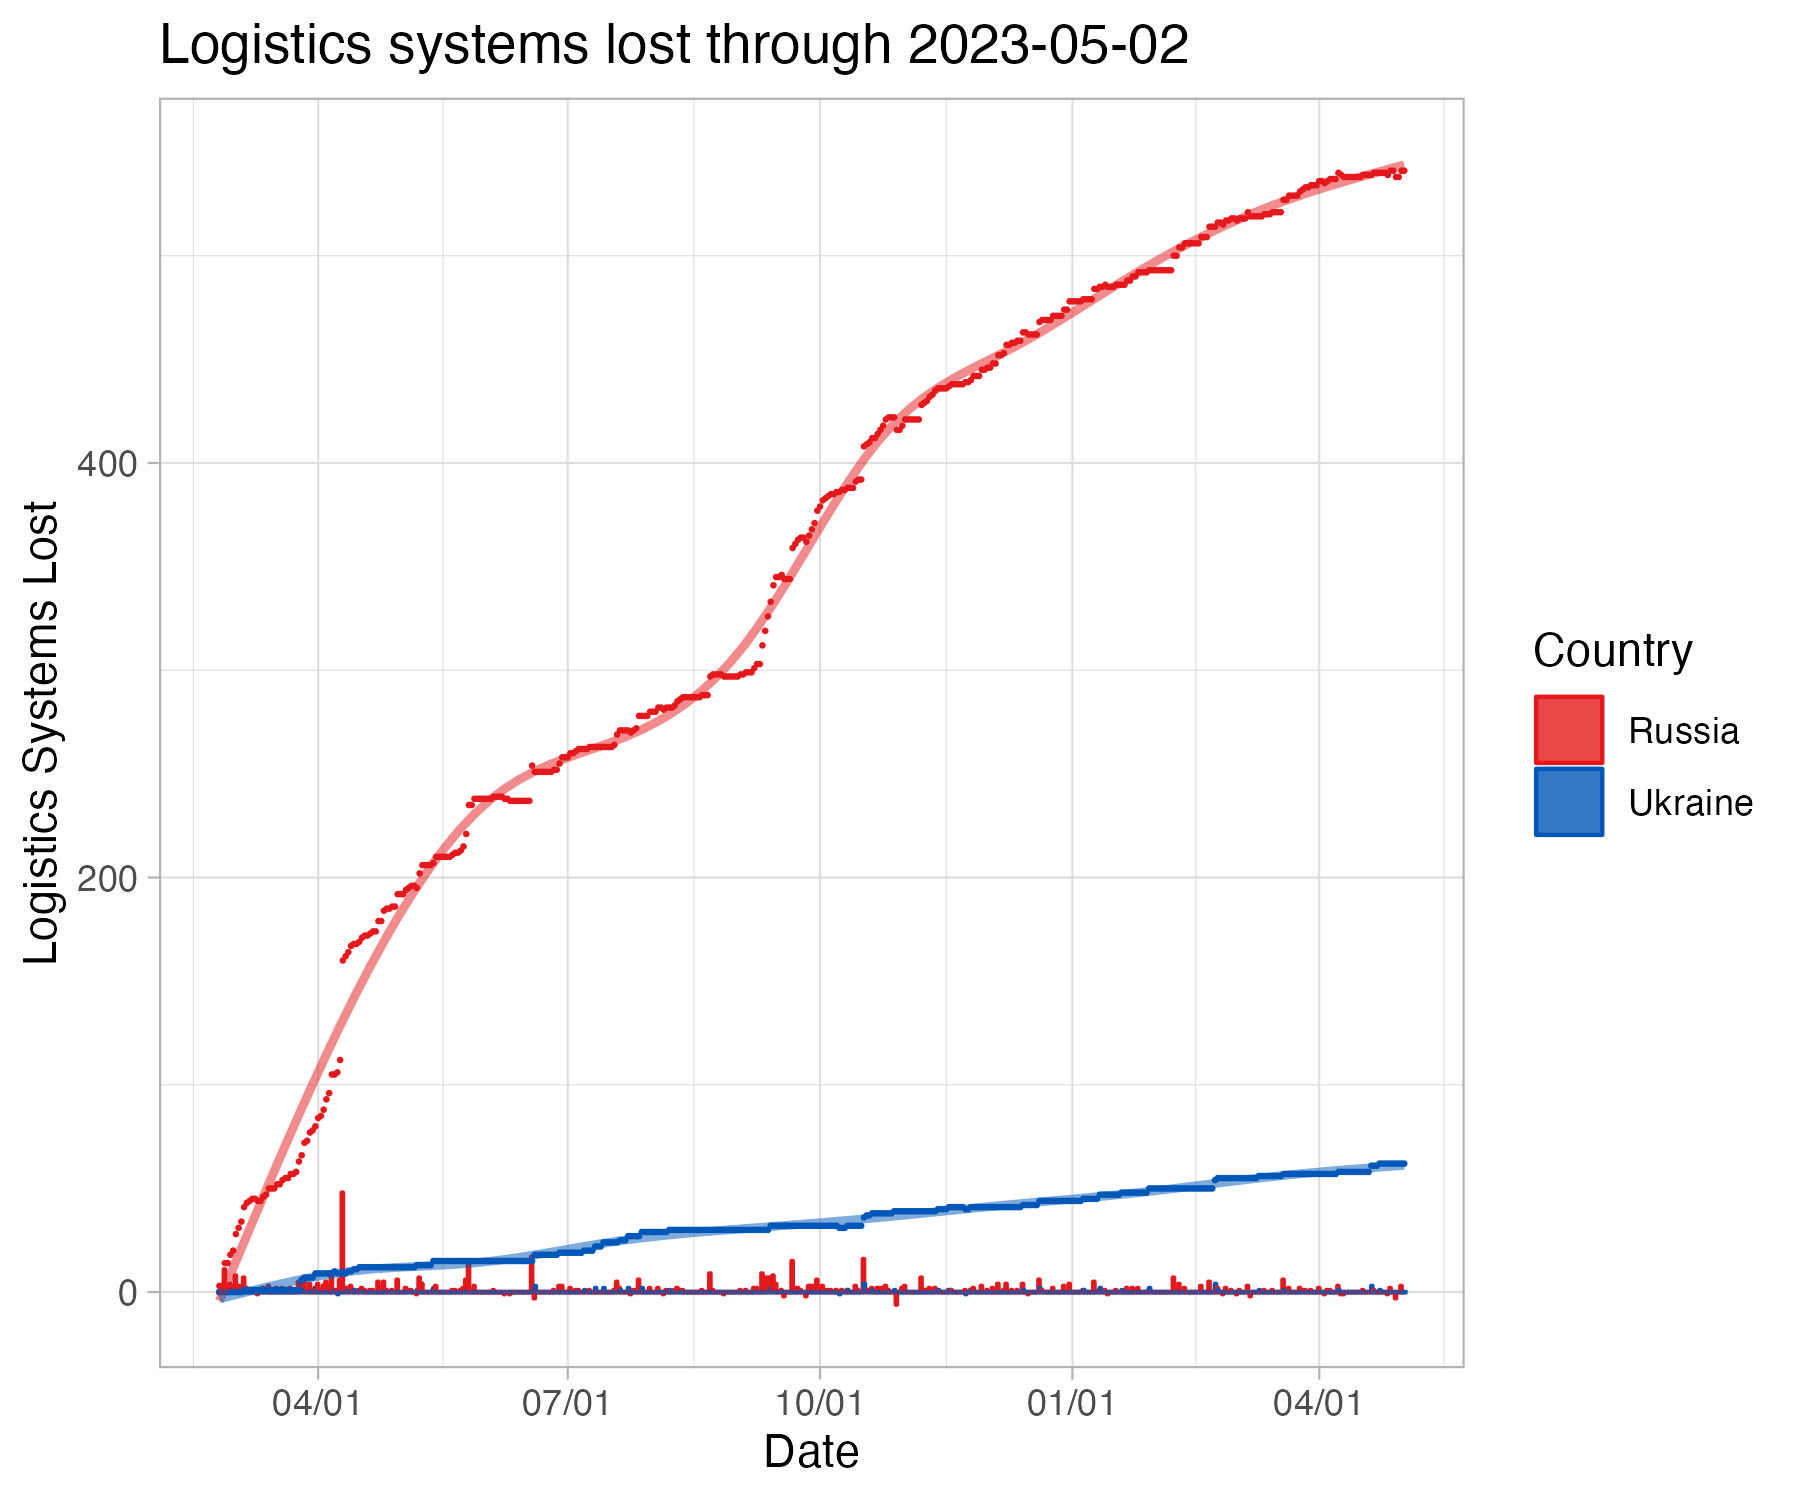 Logistics systems lost through 2023-05-02
Logistics Systems Lost
400
200
0
04/01
07/01
10/01
01/01
04/01
Date
Country
Russia
Ukraine